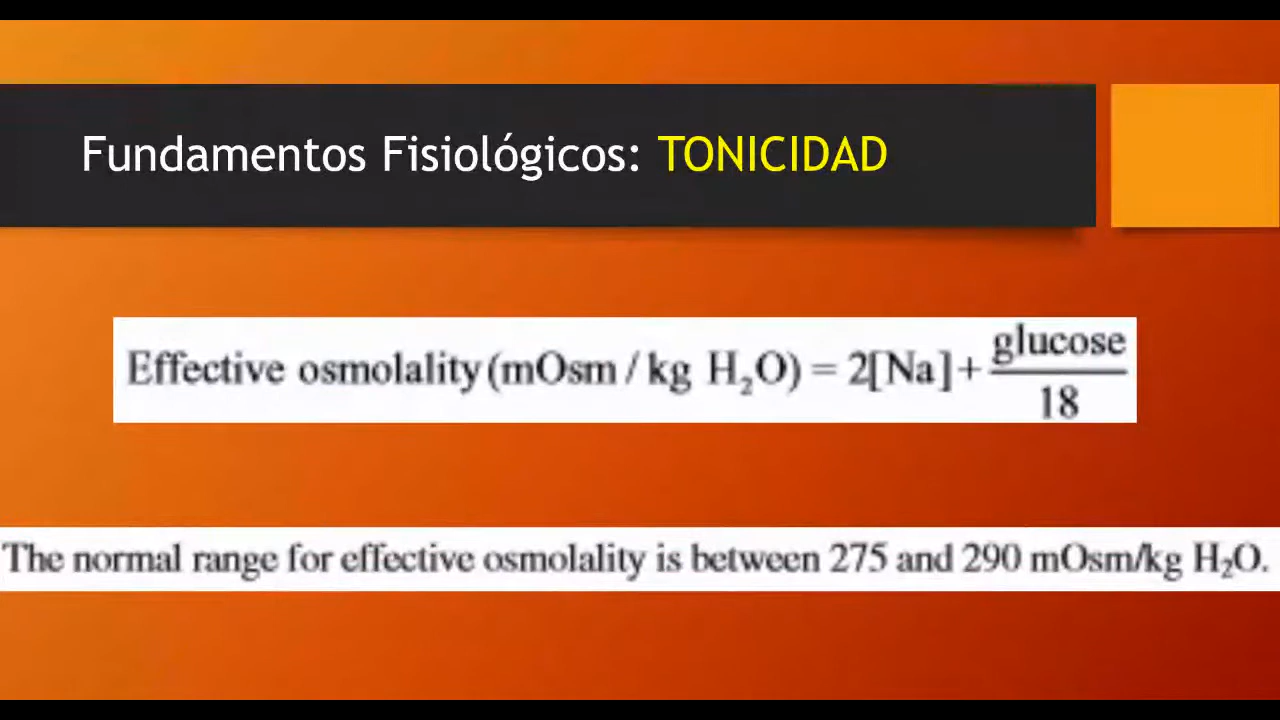 Fundamentos Fisiológicos: TONICIDAD
Effective osmolality (mOsm / kg H₂O) = 2[Na] + glucose / 18
The normal range for effective osmolality is between 275 and 290 mOsm/kg H₂O.